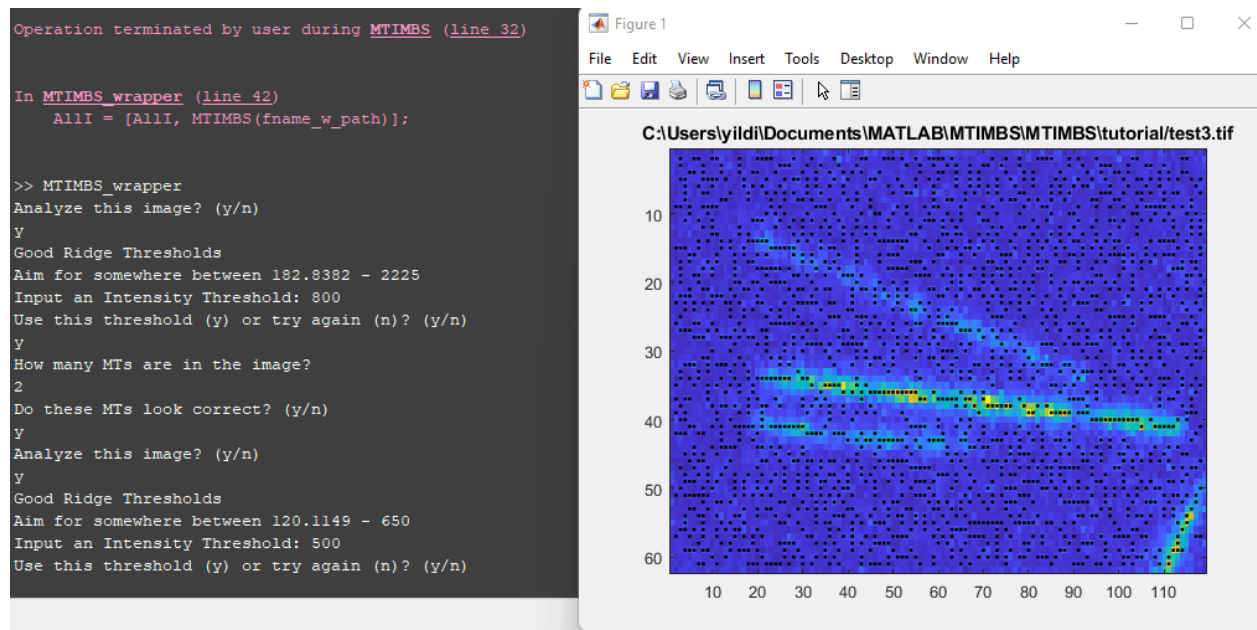 Operation terminated by user during MTIMBS (line 32)
In MTIMBS_wrapper (line 42)
AllI = [AllI, MTIMBS(fname_w_path)];
>> MTIMBS_wrapper
Analyze this image? (y/n)
y
Good Ridge Thresholds
Aim for somewhere between 182.8382 - 2225
Input an Intensity Threshold: 800
Use this threshold (y) or try again (n)? (y/n)
y
How many MTs are in the image?
2
Do these MTs look correct? (y/n)
y
Analyze this image? (y/n)
y
Good Ridge Thresholds
Aim for somewhere between 120.1149 - 650
Input an Intensity Threshold: 500
Use this threshold (y) or try again (n)? (y/n)
Figure 1
File Edit View Insert Tools Desktop Window Help
C:\Users\yildi\Documents\MATLAB\MTIMBS\MTIMBS\tutorial/test3.tif
10
20
30
40
50
60
10 20 30 40 50 60 70 80 90 100 110